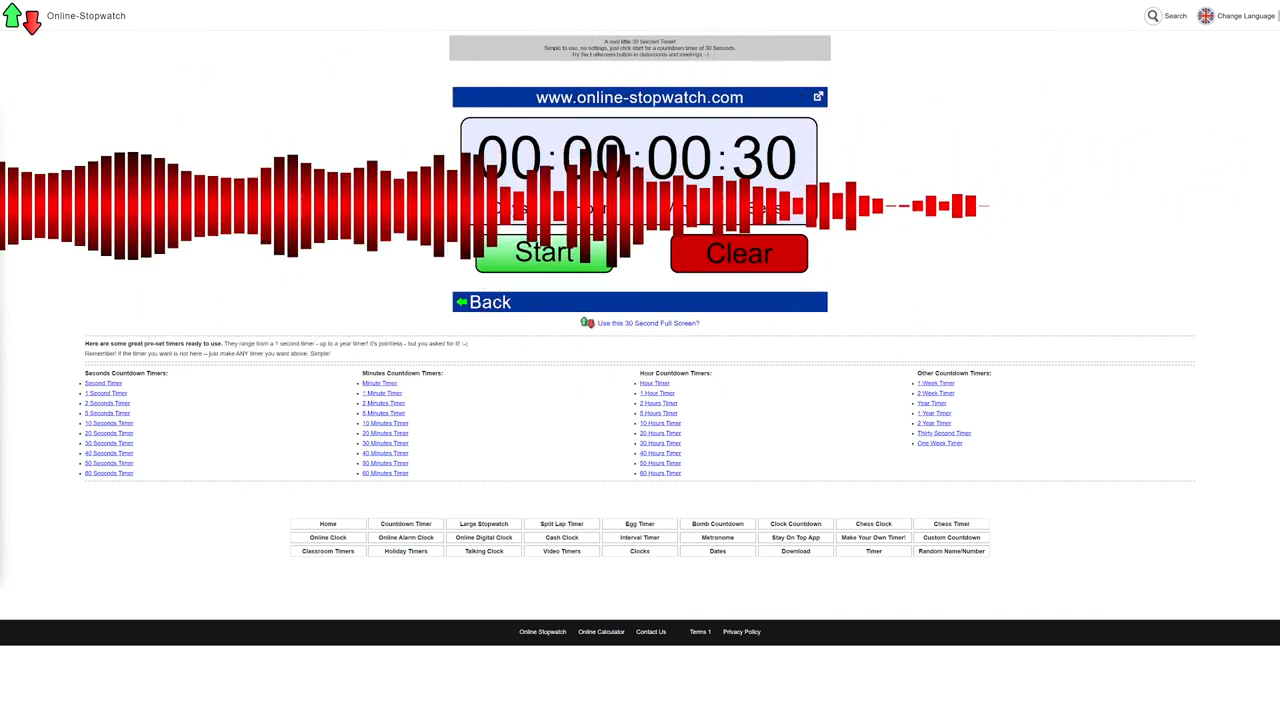 Online-Stopwatch
Search
Change Language
A cool little 30 Second Timer!
Simple to use, no settings, just click start for a countdown timer of 30 Seconds.
Try the Fullscreen button in classrooms and meetings :-)
www.online-stopwatch.com
00:00:00:30
Start
Clear
Back
Use this 30 Second Full Screen?
Here are some great pre-set timers ready to use. They range from a 1 second timer - up to a year timer! It's pointless - but you asked for it! :-)
Remember! If the timer you want is not here -- just make ANY timer you want above. Simple!
Seconds Countdown Timers:
Second Timer
1 Second Timer
2 Seconds Timer
5 Seconds Timer
10 Seconds Timer
20 Seconds Timer
30 Seconds Timer
40 Seconds Timer
50 Seconds Timer
60 Seconds Timer
Minutes Countdown Timers:
Minute Timer
1 Minute Timer
2 Minutes Timer
5 Minutes Timer
10 Minutes Timer
20 Minutes Timer
30 Minutes Timer
40 Minutes Timer
50 Minutes Timer
60 Minutes Timer
Hour Countdown Timers:
Hour Timer
1 Hour Timer
2 Hours Timer
5 Hours Timer
10 Hours Timer
20 Hours Timer
30 Hours Timer
40 Hours Timer
50 Hours Timer
60 Hours Timer
Other Countdown Timers:
1 Week Timer
2 Week Timer
Year Timer
1 Year Timer
2 Year Timer
Thirty Second Timer
One Week Timer
Home Countdown Timer Large Stopwatch Split Lap Timer Egg Timer Bomb Countdown Clock Countdown Chess Clock Chess Timer
Online Clock Online Alarm Clock Online Digital Clock Cash Clock Interval Timer Metronome Stay On Top App Make Your Own Timer! Custom Countdown
Classroom Timers Holiday Timers Talking Clock Video Timers Clocks Dates Download Timer Random Name/Number
Online Stopwatch Online Calculator Contact Us Terms 1 Privacy Policy